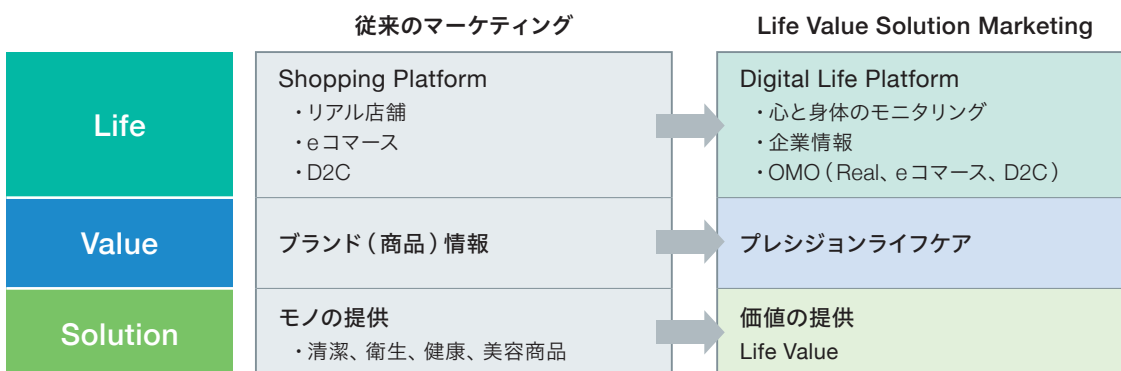 従来のマーケティング
Life Value Solution Marketing
Life
Shopping Platform
・リアル店舗
・eコマース
・D2C
Digital Life Platform
・心と身体のモニタリング
・企業情報
・OMO(Real、eコマース、D2C)
Value
ブランド(商品)情報
プレシジョンライフケア
Solution
モノの提供
・清潔、衛生、健康、美容商品
価値の提供
Life Value